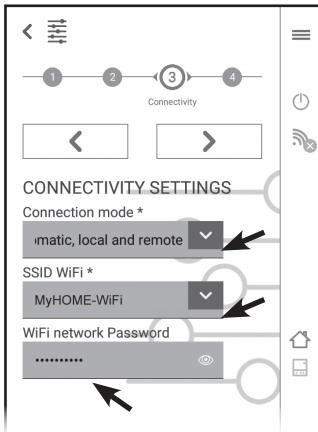 1 2 3 4
Connectivity
CONNECTIVITY SETTINGS
Connection mode *
omatic, local and remote
SSID WiFi *
MyHOME-WiFi
WiFi network Password
••••••••••